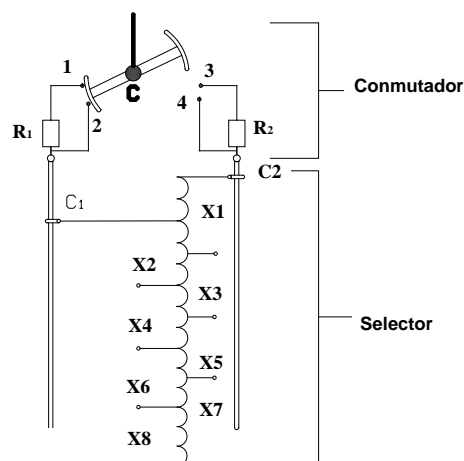 1
3
C
4
Conmutador
R1
2
R2
C2
C1
X1
X2
X3
X4
Selector
X5
X6
X7
X8